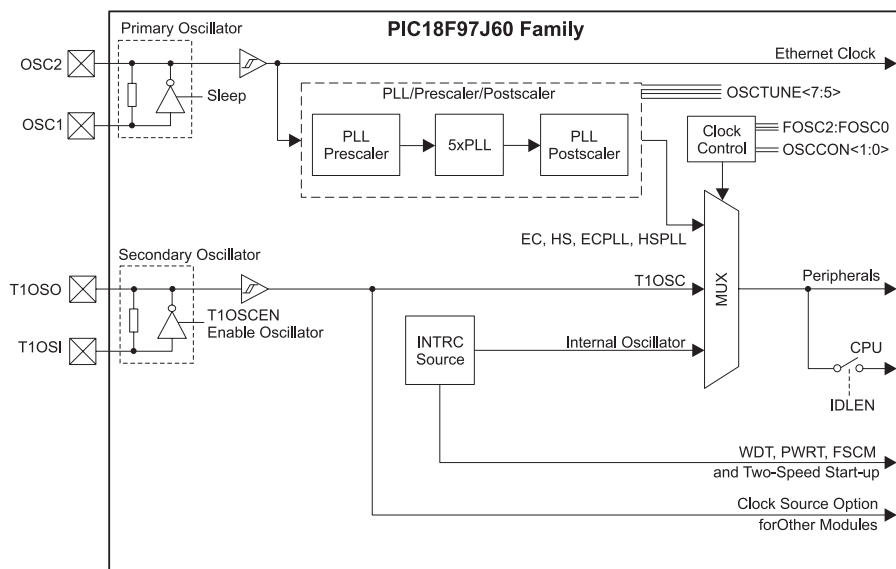 PIC18F97J60 Family
Primary Oscillator
OSC2
OSC1
Sleep
Ethernet Clock
PLL/Prescaler/Postscaler
OSCTUNE<7:5>
PLL
Prescaler
5xPLL
PLL
Postscaler
Clock
Control
FOSC2:FOSC0
OSCCON<1:0>
EC, HS, ECPLL, HSPLL
Secondary Oscillator
T1OSO
T1OSI
T1OSCEN
Enable Oscillator
T1OSC
MUX
Peripherals
INTRC
Source
Internal Oscillator
CPU
IDLEN
WDT, PWRT, FSCM
and Two-Speed Start-up
Clock Source Option
forOther Modules